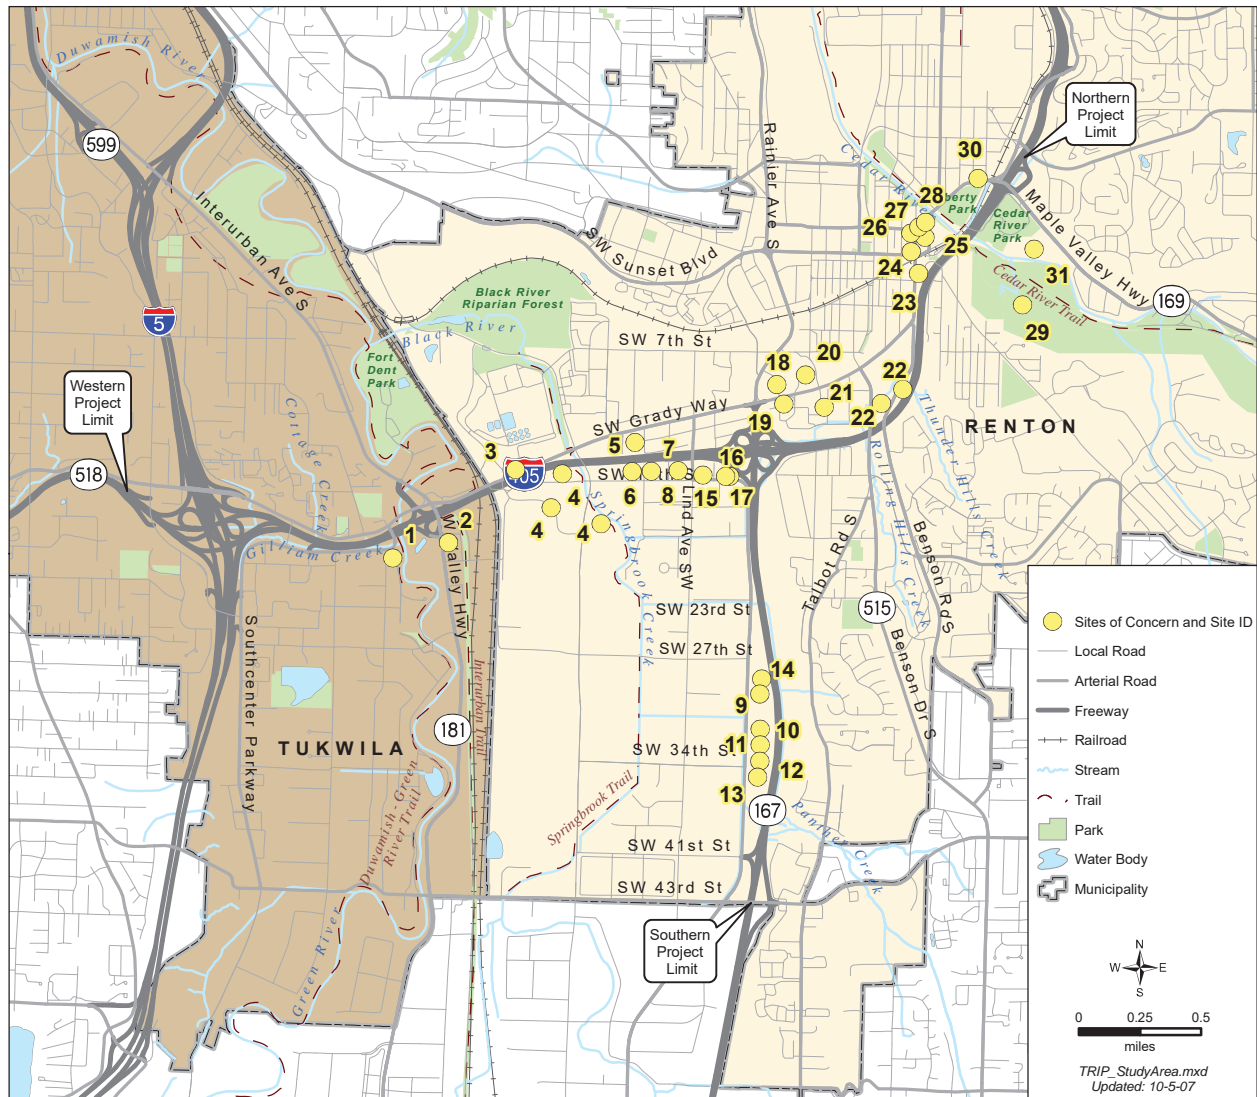 Duwamish River
599
Interurban Ave S
5
Western
Project
Limit
518
Cottage Creek
Gilliam Creek
Fort
Dent
Park
Black River
Black River
Riparian Forest
SW Sunset Blvd
Rainier Ave S
Cedar River
Northern
Project
Limit
30
28
27
26
25
24
23
Park
Cedar
River
Park
Maple Valley Hwy
31
Cedar River Trail
169
29
SW 7th St
SW Grady Way
18
20
21
22
22
19
RENTON
Thunder Hills Creek
Rolling Hills Creek
3
5
7
16
4
6
8
15
17
4
4
1
2
W Valley Hwy
Springbrook Creek
Lind Ave SW
Talbot Rd S
Benson Rd S
515
Benson Dr S
SW 23rd St
SW 27th St
14
9
10
11
12
13
SW 34th St
Southcenter Parkway
TUKWILA
181
Interurban Trail
Duwamish-Green
River Trail
Springbrook Trail
167
Panther Creek
SW 41st St
SW 43rd St
Green River
Southern
Project
Limit
Sites of Concern and Site ID
Local Road
Arterial Road
Freeway
Railroad
Stream
Trail
Park
Water Body
Municipality
N
W
E
S
0
0.25
0.5
miles
TRIP_StudyArea.mxd
Updated: 10-5-07